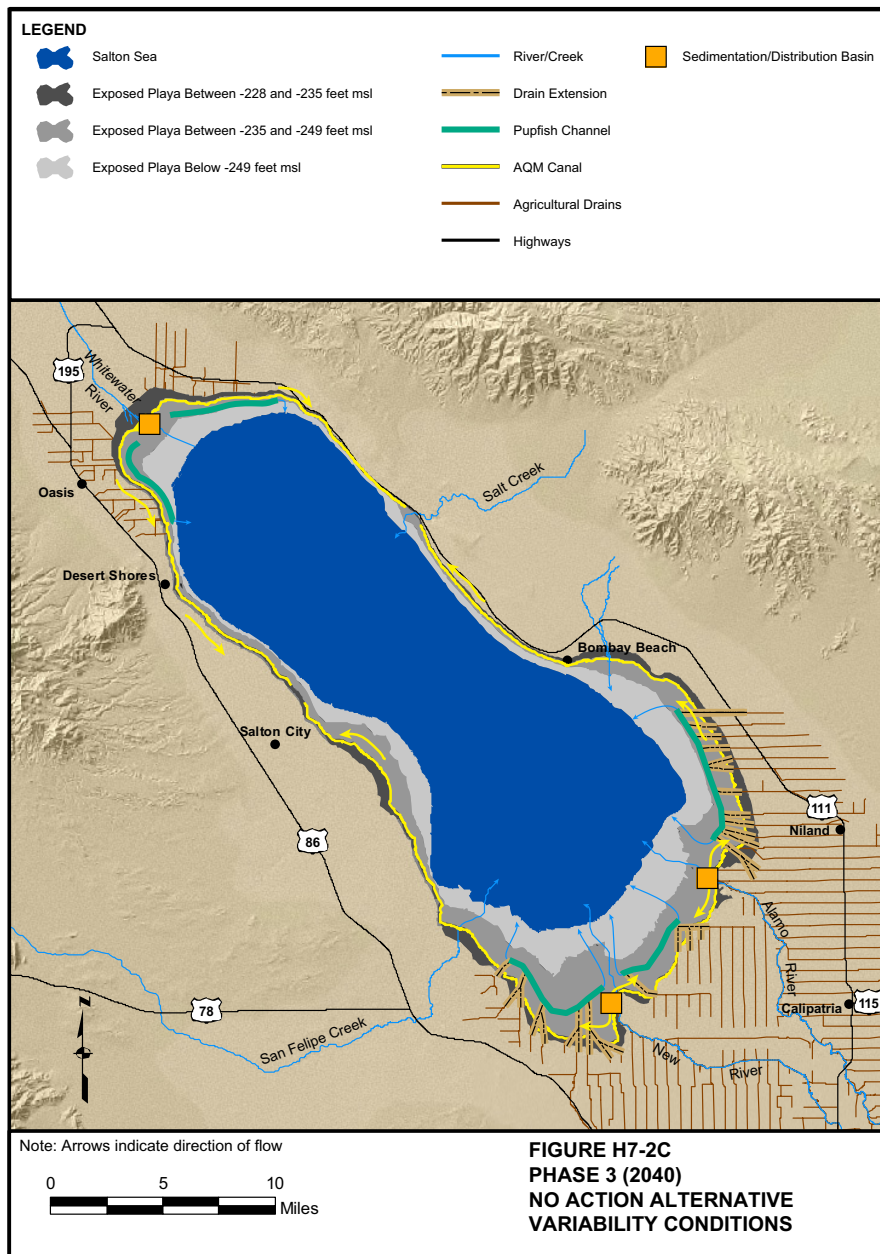 LEGEND
Salton Sea
Exposed Playa Between -228 and -235 feet msl
Exposed Playa Between -235 and -249 feet msl
Exposed Playa Below -249 feet msl
River/Creek
Drain Extension
Pupfish Channel
AQM Canal
Agricultural Drains
Highways
Sedimentation/Distribution Basin
195
Whitewater
River
Oasis
Salt Creek
Desert Shores
Bombay Beach
Salton City
111
Niland
86
Alamo
River
Calipatria
115
78
San Felipe Creek
New
River
N
Note: Arrows indicate direction of flow
0 5 10
Miles
FIGURE H7-2C
PHASE 3 (2040)
NO ACTION ALTERNATIVE
VARIABILITY CONDITIONS